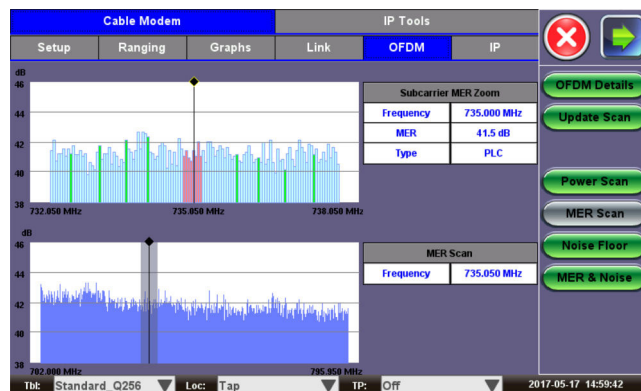 Cable Modem IP Tools
Setup Ranging Graphs Link OFDM IP
dB
46
44
42
40
38
732.050 MHz 735.050 MHz 738.050 MHz
Subcarrier MER Zoom
Frequency 735.000 MHz
MER 41.5 dB
Type PLC
dB
46
44
42
40
38
702.000 MHz 795.950 MHz
MER Scan
Frequency 735.050 MHz
OFDM Details
Update Scan
Power Scan
MER Scan
Noise Floor
MER & Noise
Tbl: Standard_Q256 Loc: Tap TP: Off 2017-05-17 14:59:42